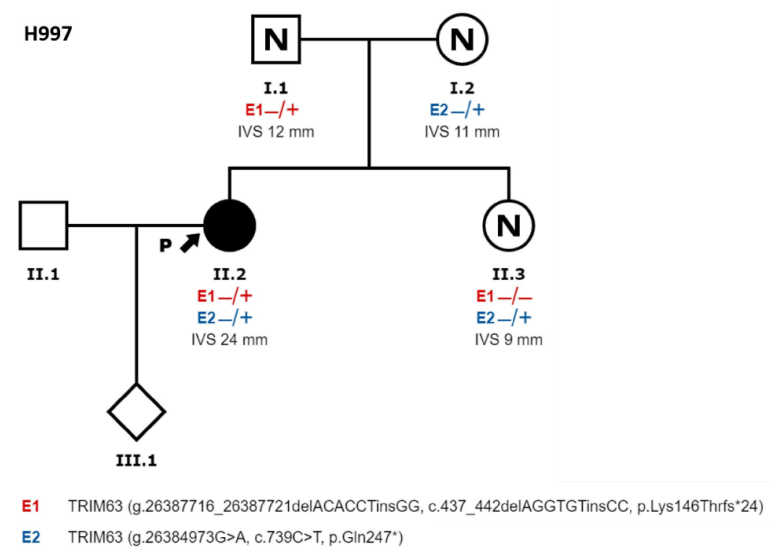 H997
N
N
I.1
I.2
E1—/+
E2—/+
IVS 12 mm
IVS 11 mm
P
N
II.1
II.2
II.3
E1—/+
E1—/—
E2—/+
E2—/+
IVS 24 mm
IVS 9 mm
III.1
E1 TRIM63 (g.26387716_26387721delACACCTinsGG, c.437_442delAGGTGTinsCC, p.Lys146Thrfs*24)
E2 TRIM63 (g.26384973G>A, c.739C>T, p.Gln247*)